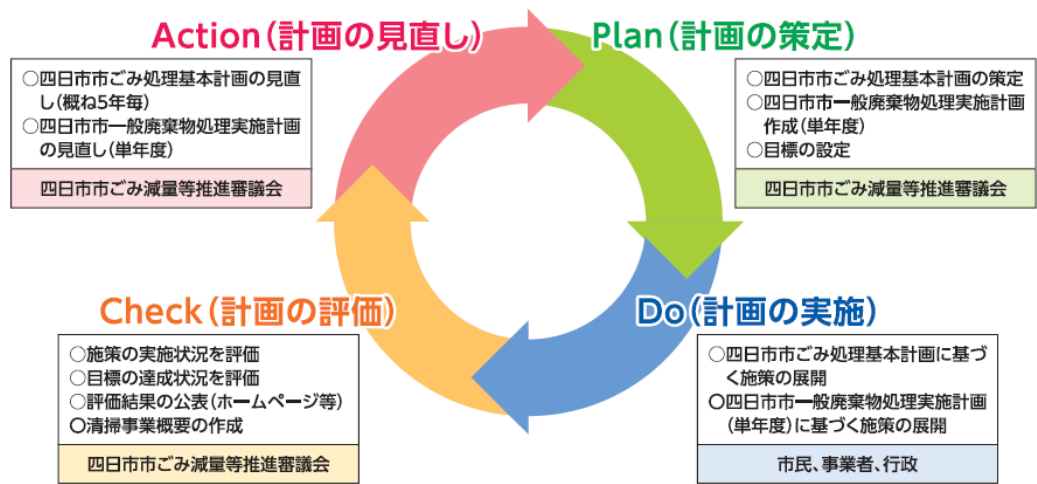 Action(計画の見直し)
○四日市市ごみ処理基本計画の見直
し(概ね5年毎)
○四日市市一般廃棄物処理実施計画
の見直し(単年度)
四日市市ごみ減量等推進審議会
Plan(計画の策定)
○四日市市ごみ処理基本計画の策定
○四日市市一般廃棄物処理実施計画
作成(単年度)
○目標の設定
四日市市ごみ減量等推進審議会
Check(計画の評価)
○施策の実施状況を評価
○目標の達成状況を評価
○評価結果の公表(ホームページ等)
○清掃事業概要の作成
四日市市ごみ減量等推進審議会
Do(計画の実施)
○四日市市ごみ処理基本計画に基づ
く施策の展開
○四日市市一般廃棄物処理実施計画
(単年度)に基づく施策の展開
市民、事業者、行政